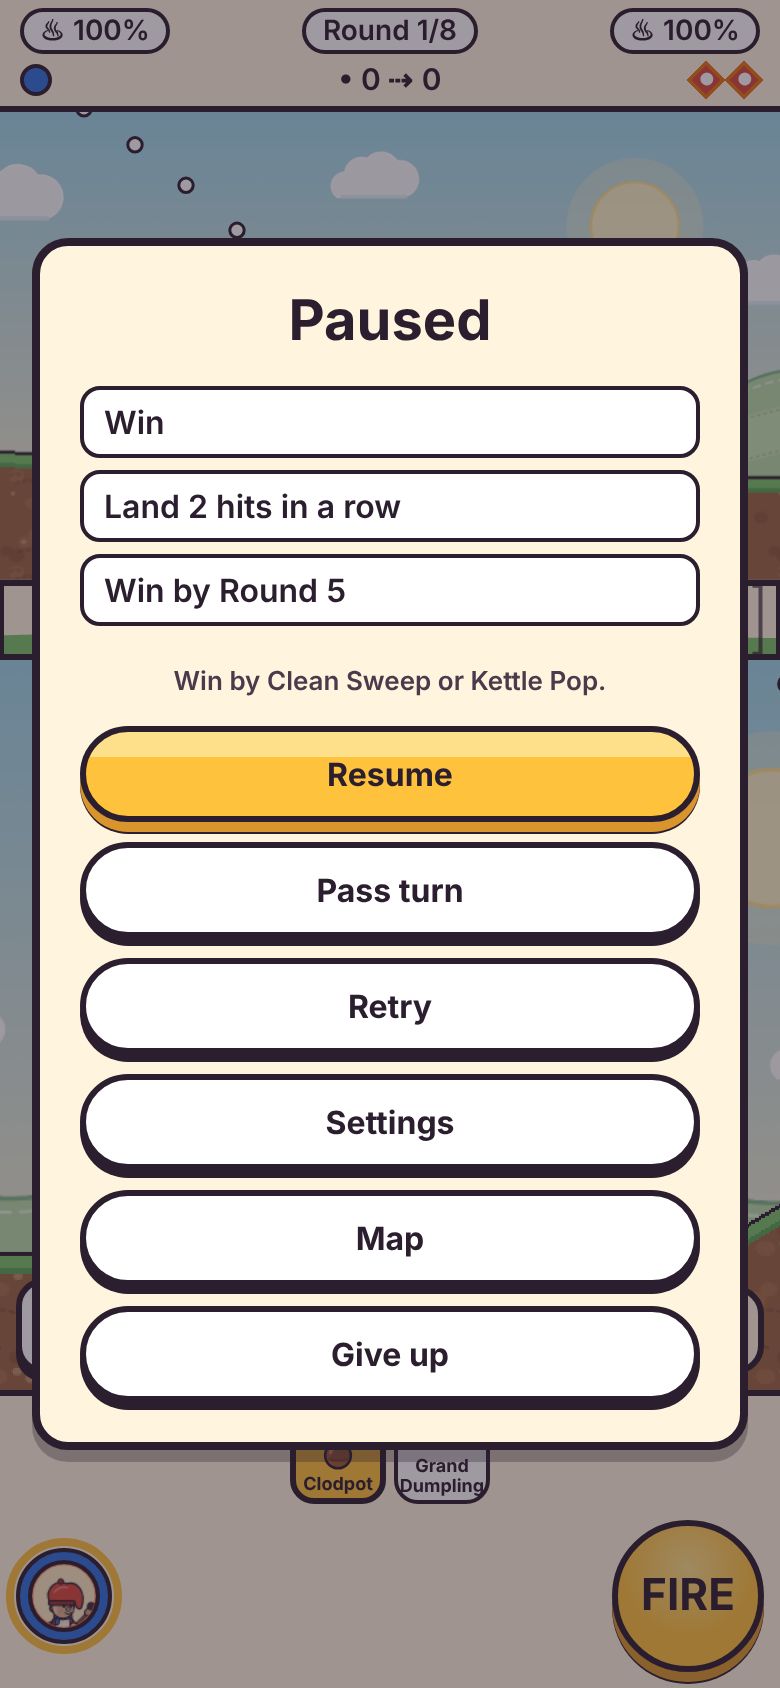 ♨ 100%
Round 1/8
♨ 100%
• 0 ⇢ 0
Paused
Win
Land 2 hits in a row
Win by Round 5
Win by Clean Sweep or Kettle Pop.
Resume
Pass turn
Retry
Settings
Map
Give up
Clodpot
Grand
Dumpling
FIRE